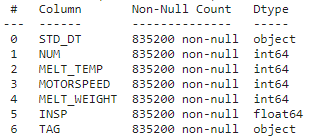 #   Column        Non-Null Count   Dtype
---  ------        --------------   -----
0   STD_DT        835200 non-null  object
1   NUM           835200 non-null  int64
2   MELT_TEMP     835200 non-null  int64
3   MOTORSPEED    835200 non-null  int64
4   MELT_WEIGHT   835200 non-null  int64
5   INSP          835200 non-null  float64
6   TAG           835200 non-null  object